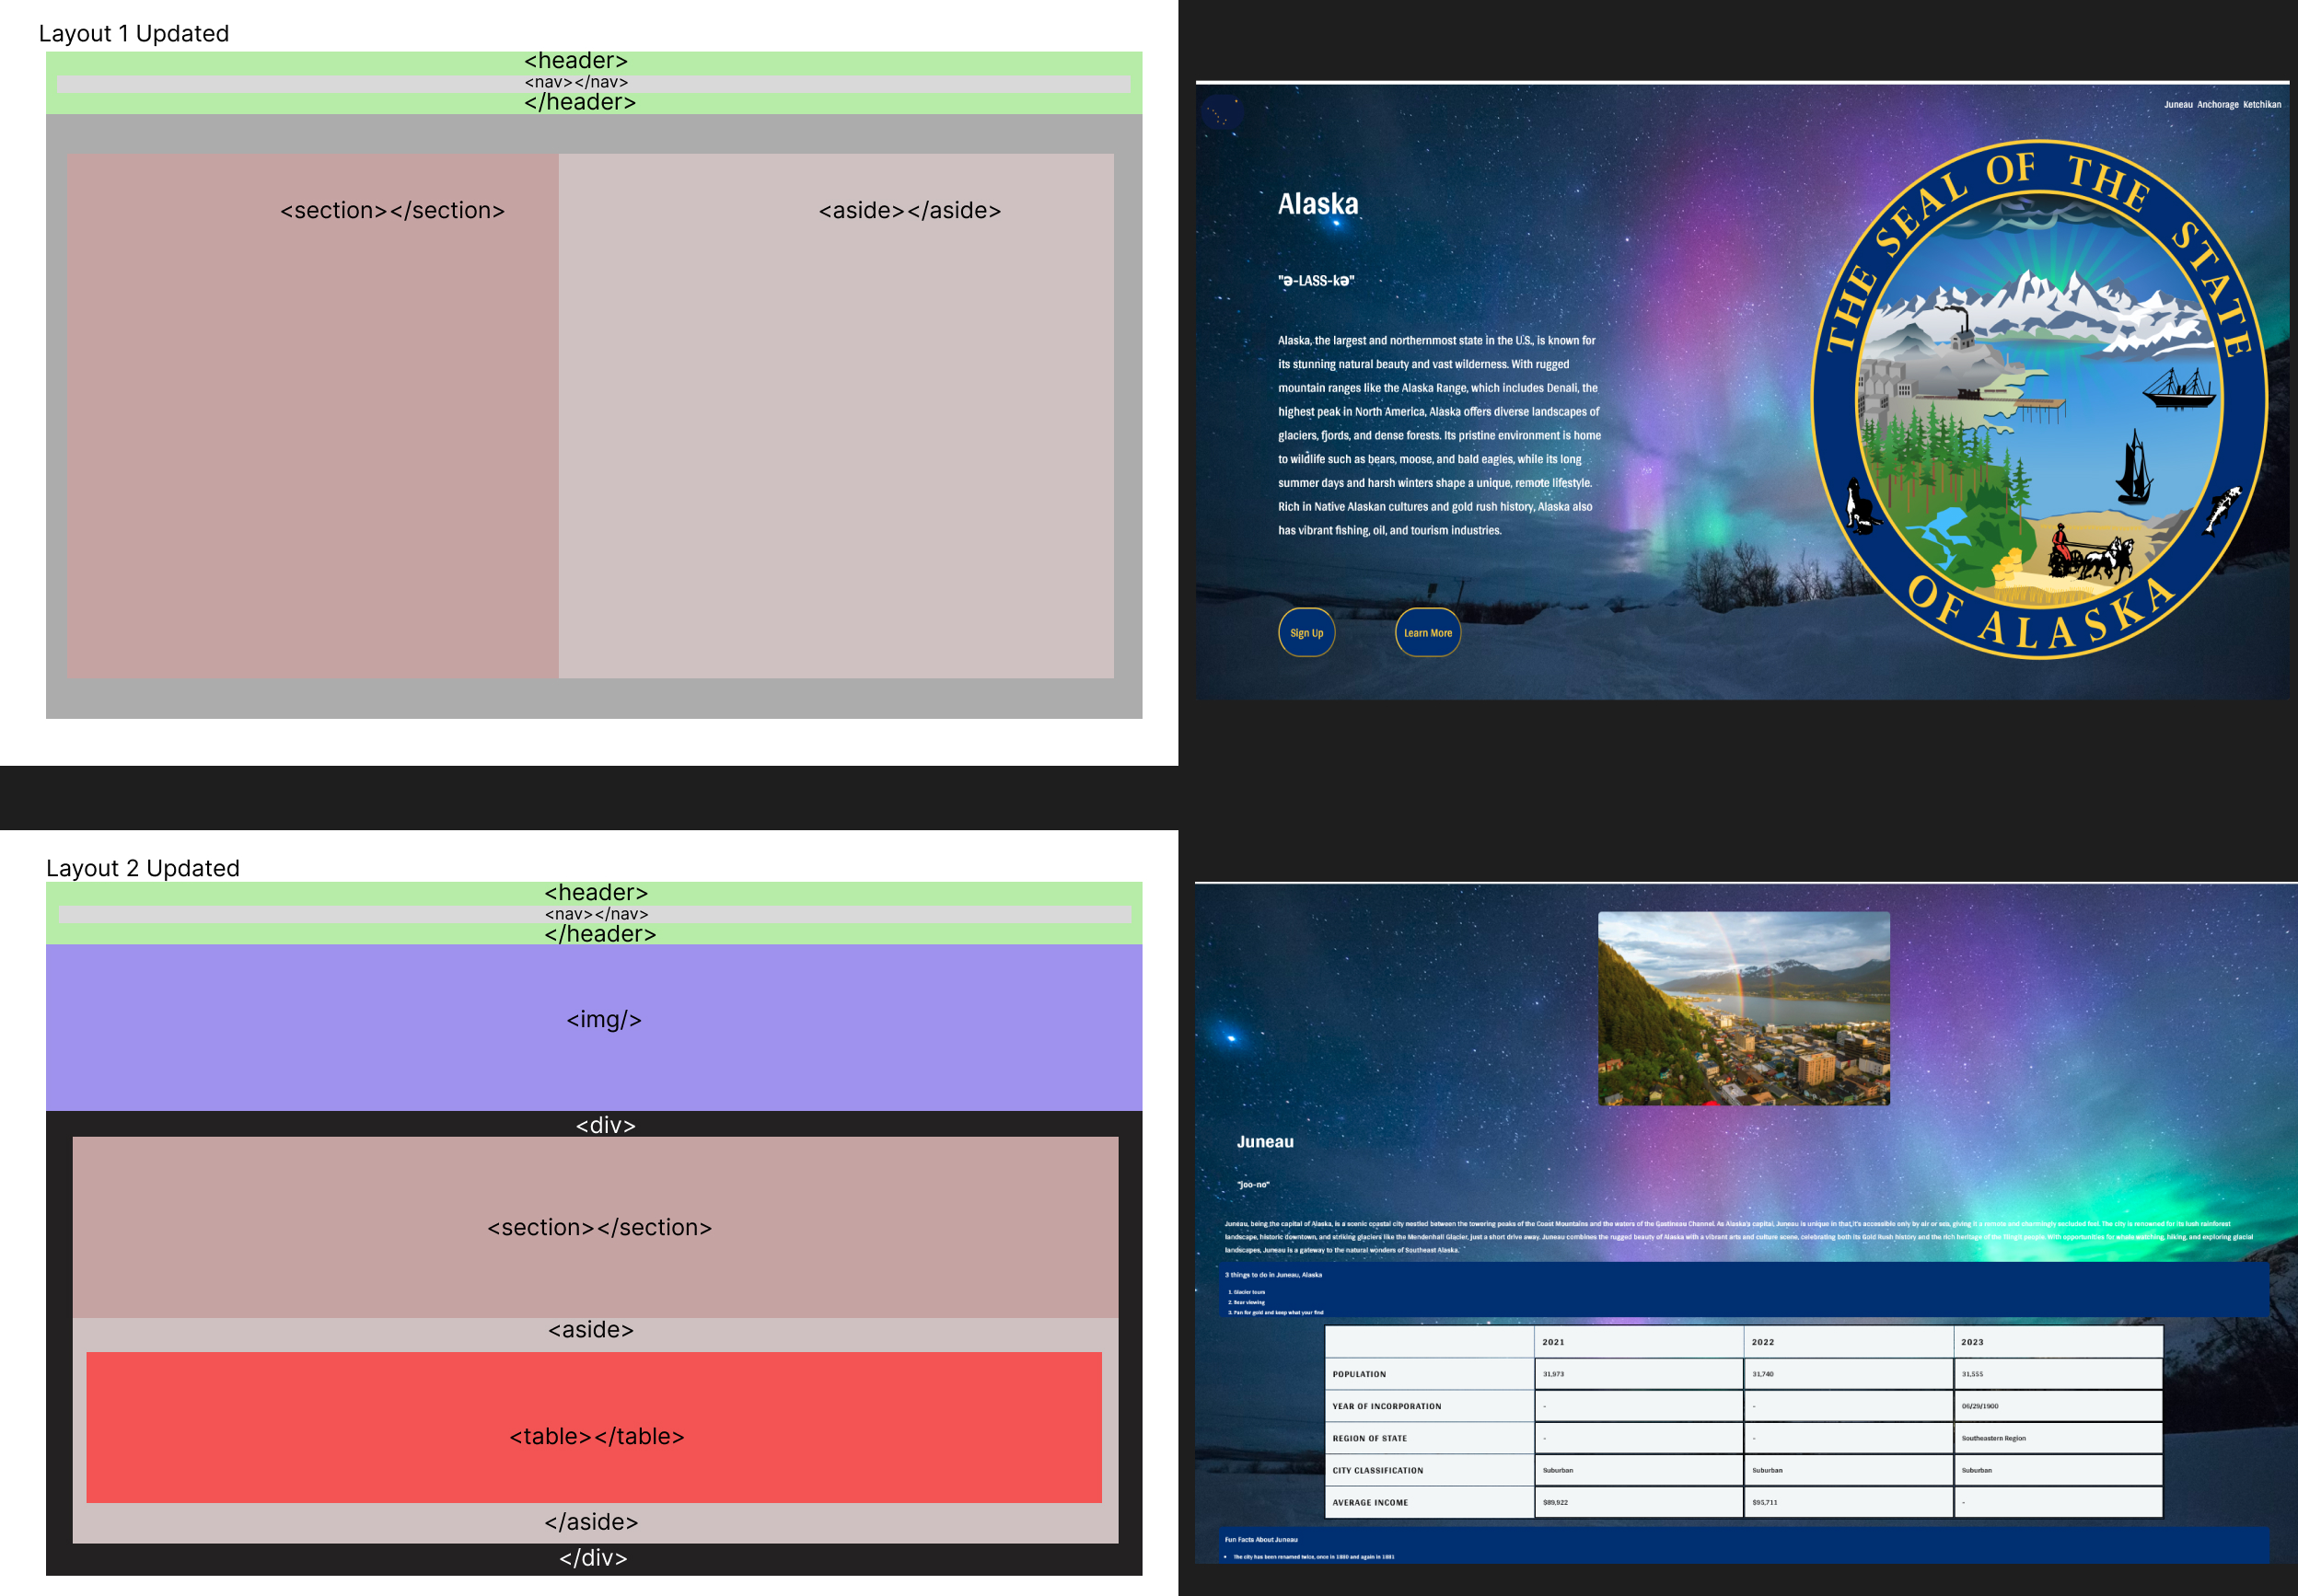 Layout 1 Updated
<header>
<nav></nav>
</header>
<section></section>
<aside></aside>
Juneau Anchorage Ketchikan
Alaska
"ə-LASS-kə"
Alaska, the largest and northernmost state in the U.S., is known for
its stunning natural beauty and vast wilderness. With rugged
mountain ranges like the Alaska Range, which includes Denali, the
highest peak in North America, Alaska offers diverse landscapes of
glaciers, fjords, and dense forests. Its pristine environment is home
to wildlife such as bears, moose, and bald eagles, while its long
summer days and harsh winters shape a unique, remote lifestyle.
Rich in Native Alaskan cultures and gold rush history, Alaska also
has vibrant fishing, oil, and tourism industries.
Sign Up
Learn More
THE SEAL OF THE STATE
OF ALASKA
Layout 2 Updated
<header>
<nav></nav>
</header>
<img/>
<div>
<section></section>
<aside>
<table></table>
</aside>
</div>
Juneau
"joo-no"
Juneau, being the capital of Alaska, is a scenic coastal city nestled between the towering peaks of the Coast Mountains and the waters of the Gastineau Channel. As Alaska's capital, Juneau is unique in that it's accessible only by air or sea, giving it a remote and charmingly secluded feel. The city is renowned for its lush rainforest
landscape, historic downtown, and striking glaciers like the Mendenhall Glacier, just a short drive away. Juneau combines the rugged beauty of Alaska with a vibrant arts and culture scene, celebrating both its Gold Rush history and the rich heritage of the Tlingit people. With opportunities for whale watching, hiking, and exploring glacial
landscapes, Juneau is a gateway to the natural wonders of Southeast Alaska.
3 things to do in Juneau, Alaska
1. Glacier tours
2. Bear viewing
3. Pan for gold and keep what your find
2021 2022 2023
POPULATION 31,973 31,740 31,555
YEAR OF INCORPORATION - - 06/29/1900
REGION OF STATE - - Southeastern Region
CITY CLASSIFICATION Suburban Suburban Suburban
AVERAGE INCOME $89,922 $95,711 -
Fun Facts About Juneau
• The city has been renamed twice, once in 1880 and again in 1881